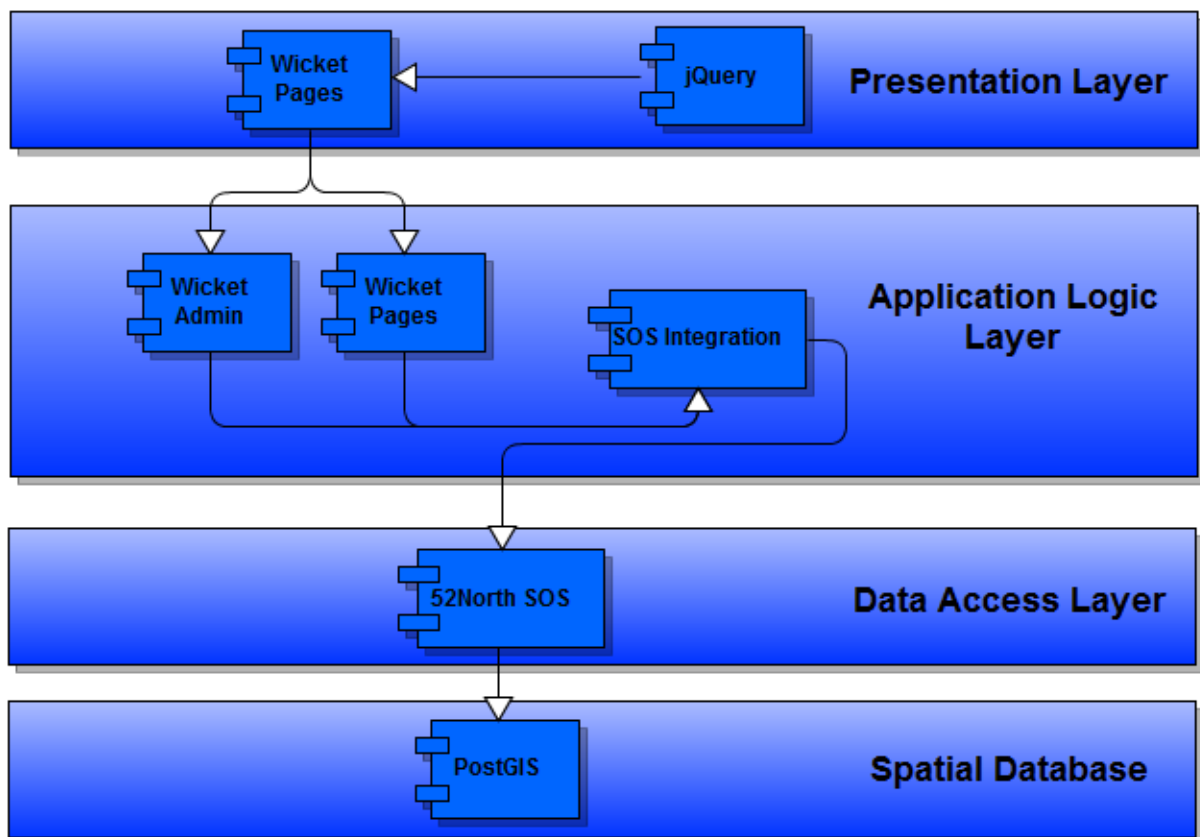 Wicket
Pages
jQuery
Presentation Layer
Wicket
Admin
Wicket
Pages
SOS Integration
Application Logic
Layer
52North SOS
Data Access Layer
PostGIS
Spatial Database